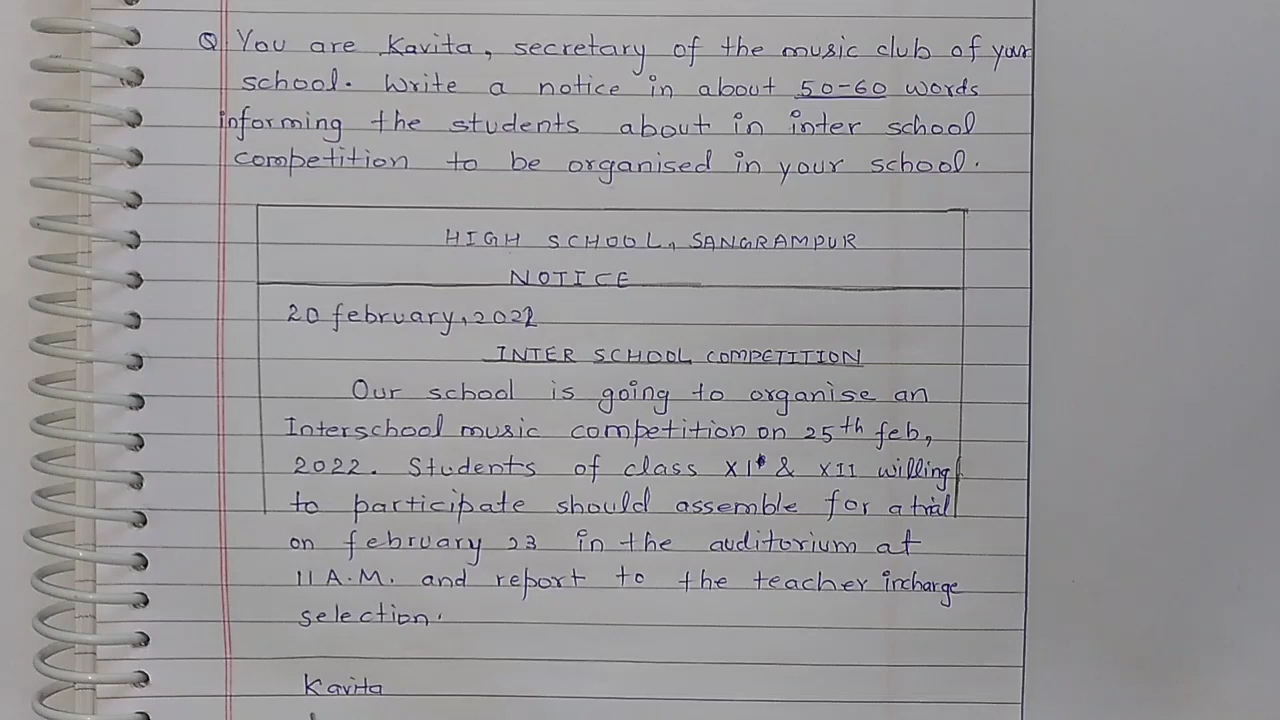 Q You are Kavita, secretary of the music club of your
school. Write a notice in about 50-60 words
informing the students about in inter school
competition to be organised in your school.
HIGH SCHOOL, SANGRAMPUR
NOTICE
20 february, 2022
INTER SCHOOL COMPETITION
Our school is going to organise an
Interschool music competition on 25th feb,
2022. Students of class XI & XII willing
to participate should assemble for a trial
on february 23 in the auditorium at
11 A.M. and report to the teacher incharge
selection.
Kavita